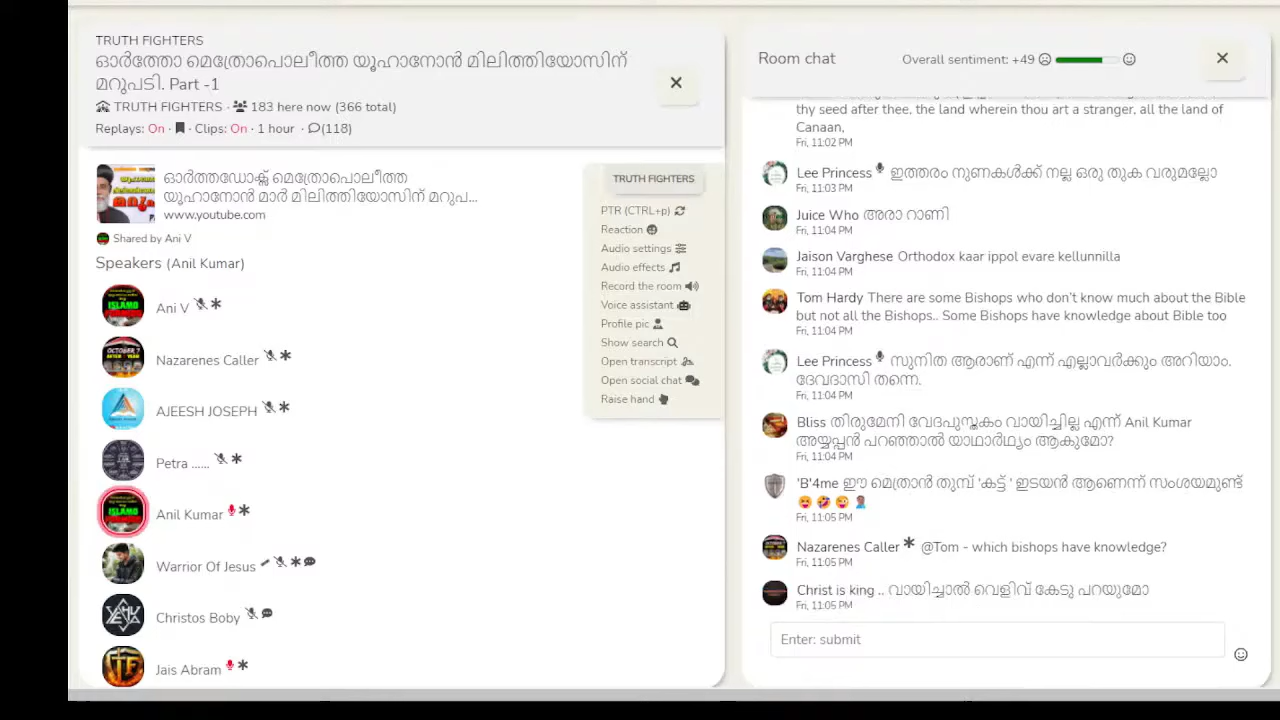 TRUTH FIGHTERS
ഓർത്തോ മെത്രോപൊലീത്ത യൂഹാനോൻ മിലിത്തിയോസിന്
മറുപടി. Part -1
TRUTH FIGHTERS · 183 here now (366 total)
Replays: On · · Clips: On · 1 hour · (118)
ഓർത്തഡോക്സ് മെത്രോപൊലീത്ത
യൂഹാനോൻ മാർ മിലിത്തിയോസിന് മറുപ...
www.youtube.com
Shared by Ani V
Speakers (Anil Kumar)
Ani V
Nazarenes Caller
AJEESH JOSEPH
Petra ......
Anil Kumar
Warrior Of Jesus
Christos Boby
Jais Abram
TRUTH FIGHTERS
PTR (CTRL+p)
Reaction
Audio settings
Audio effects
Record the room
Voice assistant
Profile pic
Show search
Open transcript
Open social chat
Raise hand
Room chat
Overall sentiment: +49
thy seed after thee, the land wherein thou art a stranger, all the land of
Canaan,
Fri, 11:02 PM
Lee Princess ഇത്തരം നുണകൾക്ക് നല്ല ഒരു തുക വരുമല്ലോ
Fri, 11:03 PM
Juice Who അരാ റാണി
Fri, 11:04 PM
Jaison Varghese Orthodox kaar ippol evare kellunnilla
Fri, 11:04 PM
Tom Hardy There are some Bishops who don't know much about the Bible
but not all the Bishops.. Some Bishops have knowledge about Bible too
Fri, 11:04 PM
Lee Princess സുനിത ആരാണ് എന്ന് എല്ലാവർക്കും അറിയാം.
ദേവദാസി തന്നെ.
Fri, 11:04 PM
Bliss തിരുമേനി വേദപുസ്തകം വായിച്ചില്ല എന്ന് Anil Kumar
അയ്യപ്പൻ പറഞ്ഞാൽ യാഥാർഥ്യം ആകുമോ?
Fri, 11:04 PM
'B'4me ഈ മെത്രാൻ തുമ്പ് 'കട്ട് ' ഇടയൻ ആണെന്ന് സംശയമുണ്ട്
Fri, 11:05 PM
Nazarenes Caller @Tom - which bishops have knowledge?
Fri, 11:05 PM
Christ is king .. വായിച്ചാൽ വെളിവ് കേടു പറയുമോ
Fri, 11:05 PM
Enter: submit